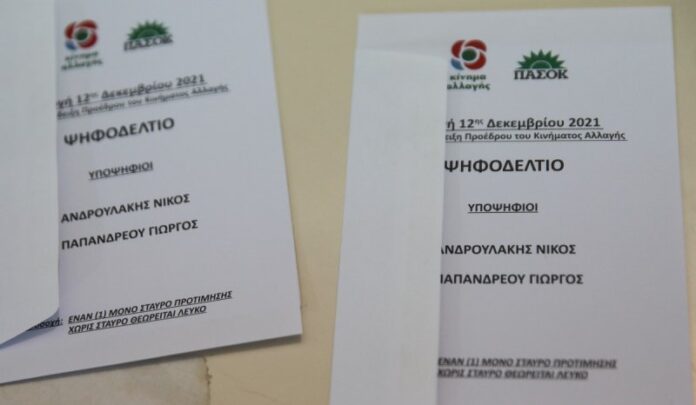 κίνημα
αλλαγής
ΠΑΣΟΚ
12ης Δεκεμβρίου 2021
Προέδρου του Κινήματος Αλλαγής
ΨΗΦΟΔΕΛΤΙΟ
ΥΠΟΨΗΦΙΟΙ
ΑΝΔΡΟΥΛΑΚΗΣ ΝΙΚΟΣ
ΠΑΠΑΝΔΡΕΟΥ ΓΙΩΡΓΟΣ
ΕΝΑΝ (1) ΜΟΝΟ ΣΤΑΥΡΟ ΠΡΟΤΙΜΗΣΗΣ
ΧΩΡΙΣ ΣΤΑΥΡΟ ΘΕΩΡΕΙΤΑΙ ΛΕΥΚΟ
κίνημα
αλλαγής
ΠΑΣΟΚ
12ης Δεκεμβρίου 2021
Προέδρου του Κινήματος Αλλαγής
ΨΗΦΟΔΕΛΤΙΟ
ΥΠΟΨΗΦΙΟΙ
ΑΝΔΡΟΥΛΑΚΗΣ ΝΙΚΟΣ
ΠΑΠΑΝΔΡΕΟΥ ΓΙΩΡΓΟΣ
ΕΝΑΝ (1) ΜΟΝΟ ΣΤΑΥΡΟ ΠΡΟΤΙΜΗΣΗΣ
ΧΩΡΙΣ ΣΤΑΥΡΟ ΘΕΩΡΕΙΤΑΙ ΛΕΥΚΟ